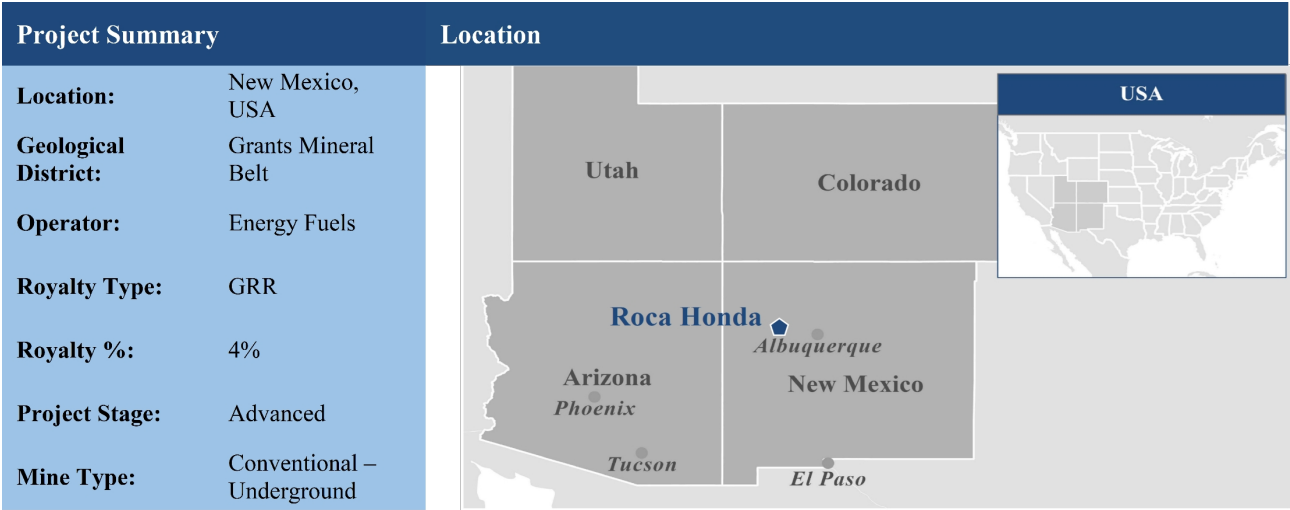 Project Summary
Location
Location:
New Mexico,
USA
Geological
District:
Grants Mineral
Belt
Operator:
Energy Fuels
Royalty Type:
GRR
Royalty %:
4%
Project Stage:
Advanced
Mine Type:
Conventional –
Underground
USA
Utah
Colorado
Roca Honda
Albuquerque
Arizona
New Mexico
Phoenix
Tucson
El Paso